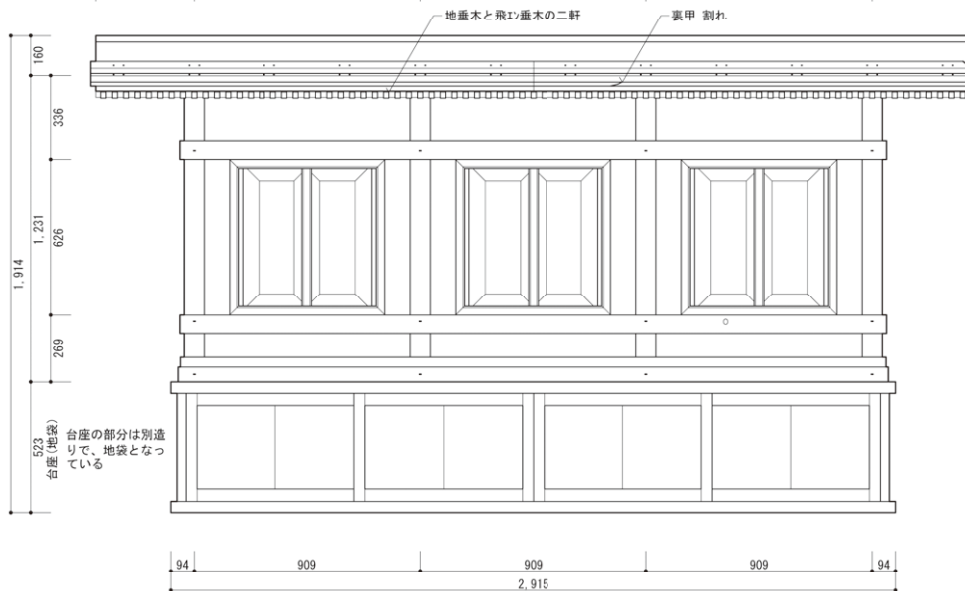 地垂木と飛エン垂木の二軒
裏甲 割れ
160
336
1,231
626
1,914
269
523
台座(地袋)
台座の部分は別造
りで、地袋となっ
ている
94
909
909
909
94
2,915